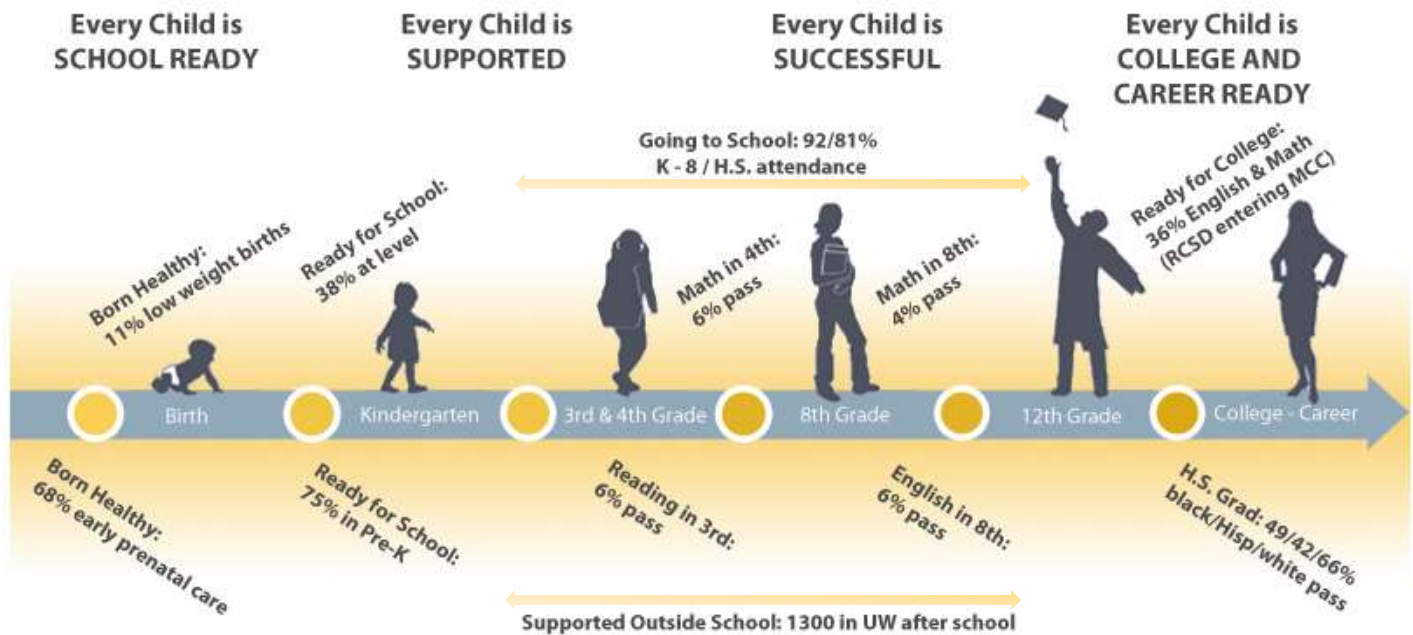 Every Child is
SCHOOL READY
Every Child is
SUPPORTED
Every Child is
SUCCESSFUL
Every Child is
COLLEGE AND
CAREER READY
Going to School: 92/81%
K - 8 / H.S. attendance
Born Healthy:
11% low weight births
Ready for School:
38% at level
Math in 4th:
6% pass
Math in 8th:
4% pass
Ready for College:
36% English & Math
(RCSD entering MCC)
Birth
Kindergarten
3rd & 4th Grade
8th Grade
12th Grade
College - Career
Born Healthy:
68% early prenatal care
Ready for School:
75% in Pre-K
Reading in 3rd:
6% pass
English in 8th:
6% pass
H.S. Grad: 49/42/66%
black/Hisp/white pass
Supported Outside School: 1300 in UW after school